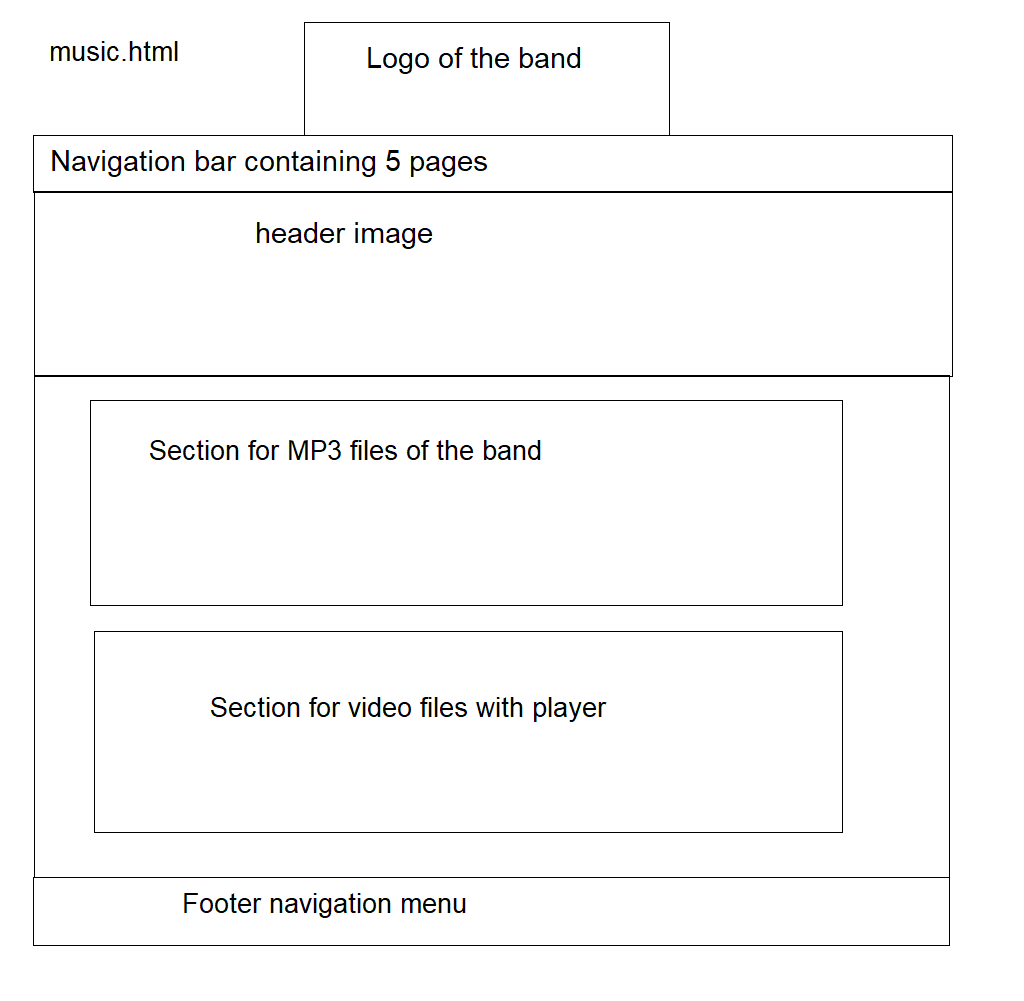 music.html
Logo of the band
Navigation bar containing 5 pages
header image
Section for MP3 files of the band
Section for video files with player
Footer navigation menu